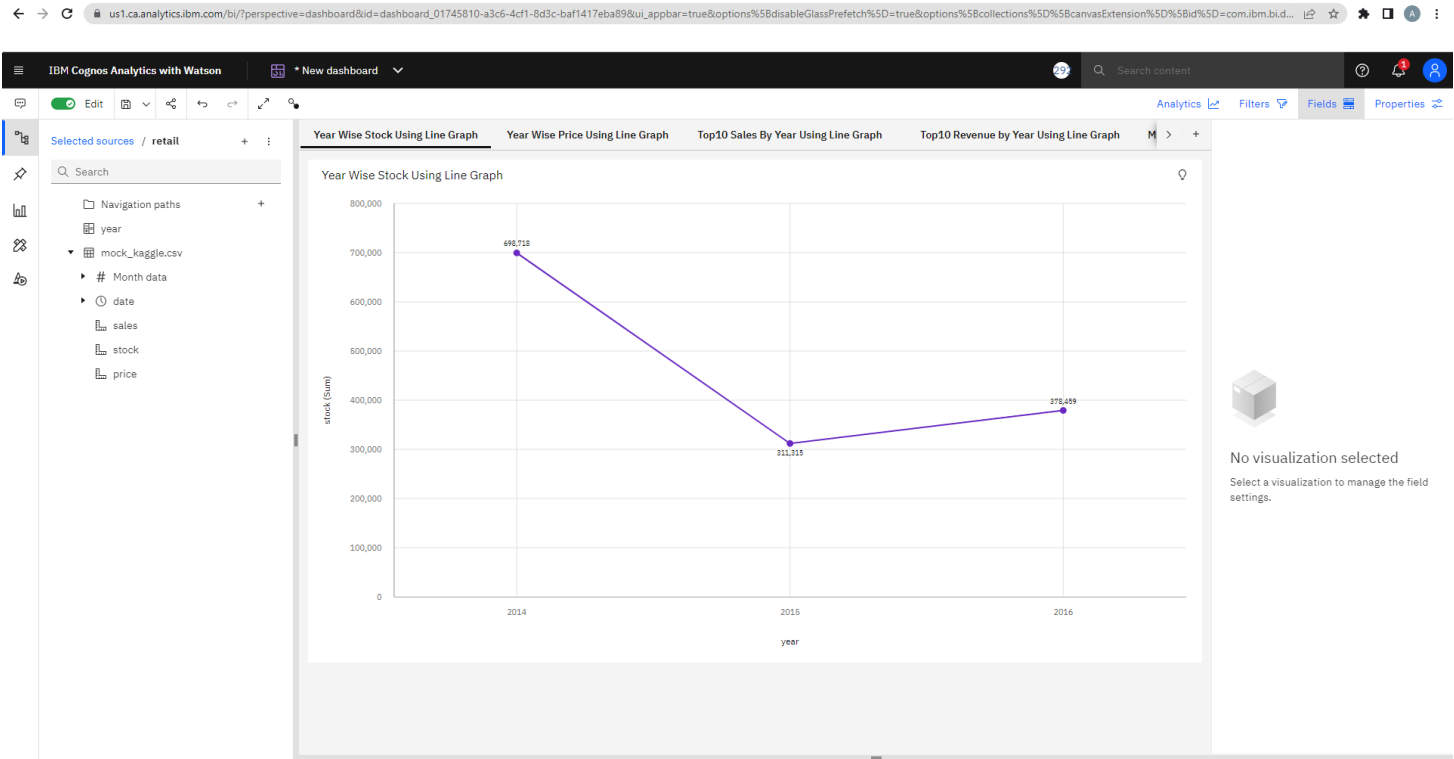 us1.ca.analytics.ibm.com/bi/?perspective=dashboard&id=dashboard_01745810-a3c6-4cf1-8d3c-baf1417eba89&ui_appbar=true&options%5BdisableGlassPrefetch%5D=true&options%5Bcollections%5D%5BcanvasExtension%5D%5Bid%5D=com.ibm.bi.d... A
IBM Cognos Analytics with Watson * New dashboard 292 Search content 1
Edit Analytics Filters Fields Properties
Selected sources / retail + Year Wise Stock Using Line Graph Year Wise Price Using Line Graph Top10 Sales By Year Using Line Graph Top10 Revenue by Year Using Line Graph M +
Search
Navigation paths +
year
mock_kaggle.csv
# Month data
date
sales
stock
price
Year Wise Stock Using Line Graph
800,000
700,000
600,000
500,000
400,000
300,000
200,000
100,000
0
stock (Sum)
698,718
311,315
378,459
2014 2015 2016
year
No visualization selected
Select a visualization to manage the field
settings.